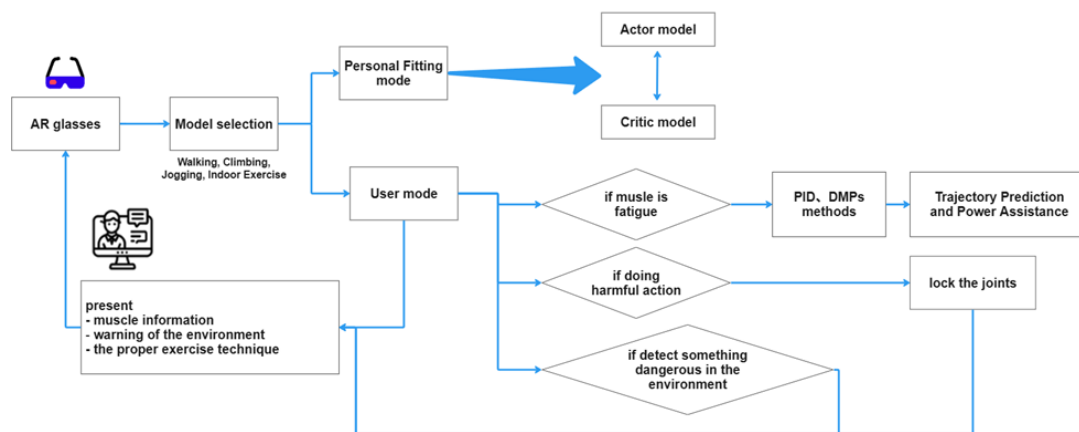 Actor model
Personal Fitting
mode
AR glasses
Model selection
Critic model
Walking, Climbing,
Jogging, Indoor Exercise
User mode
if musle is
fatigue
PID、DMPs
methods
Trajectory Prediction
and Power Assistance
if doing
harmful action
lock the joints
present
- muscle information
- warning of the environment
- the proper exercise technique
if detect something
dangerous in the
environment